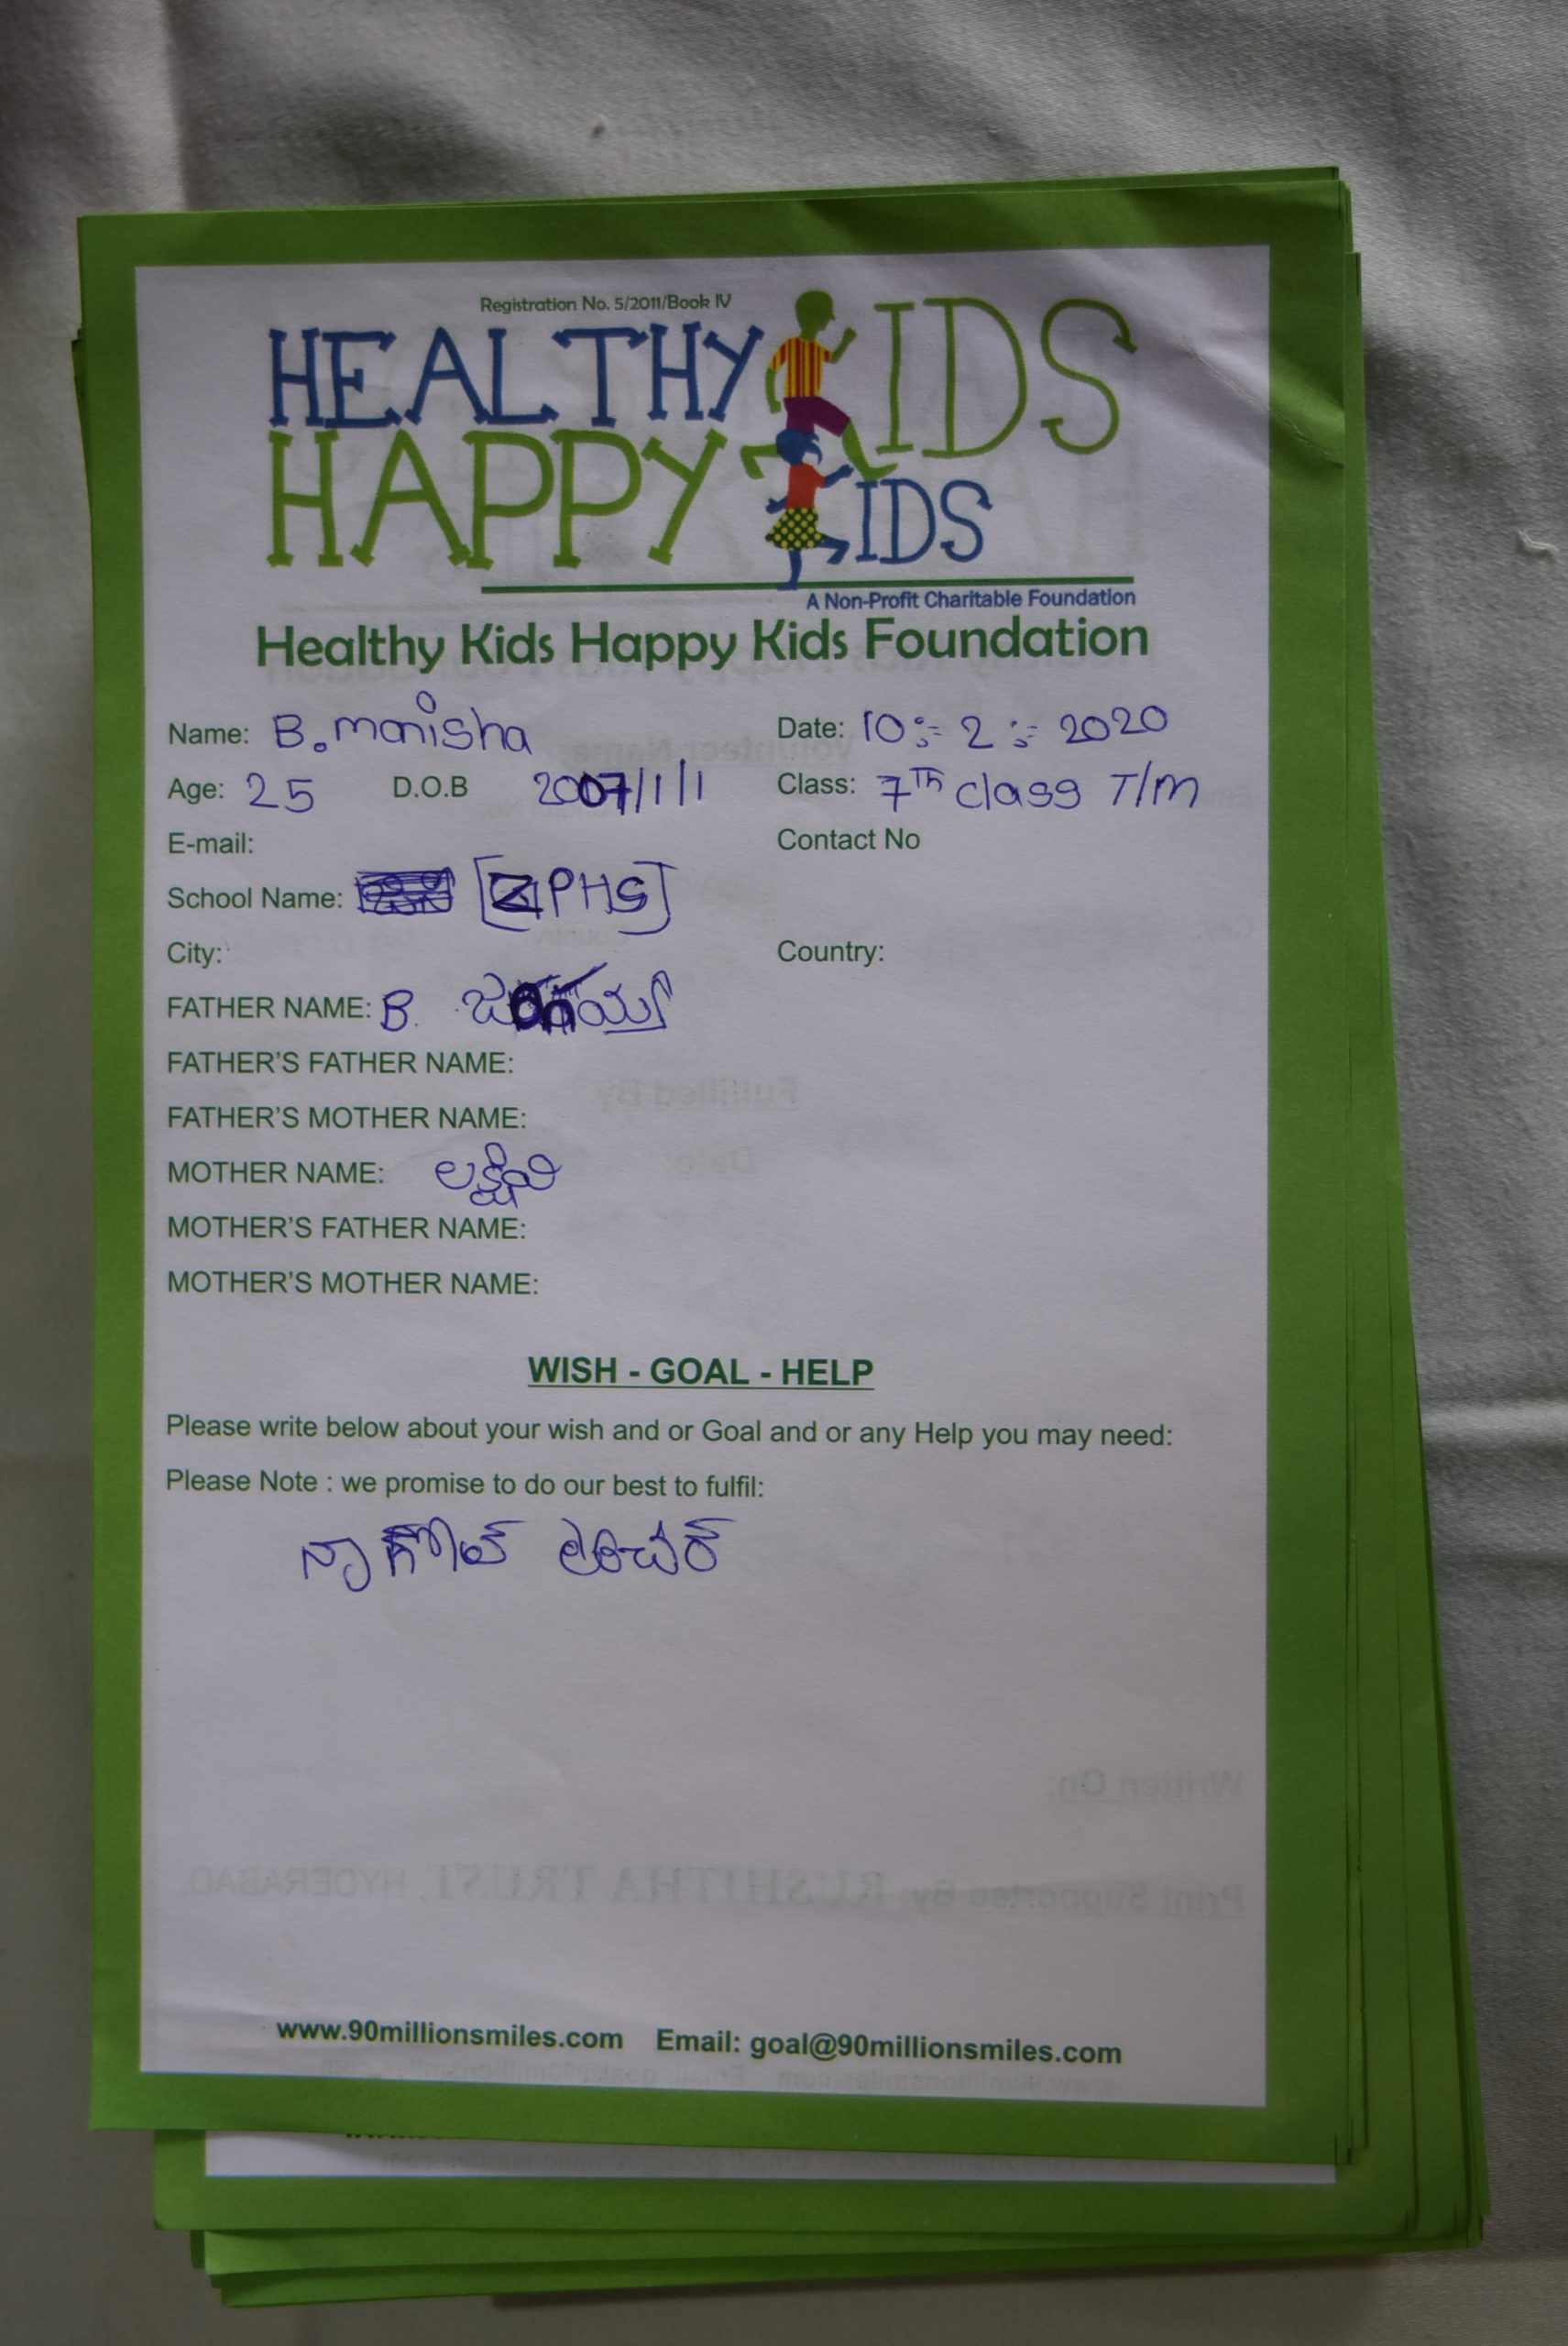 Registration No. 5/2011/Book IV
HEALTHY KIDS
HAPPY KIDS
A Non-Profit Charitable Foundation
Healthy Kids Happy Kids Foundation
Name: B. manisha Date: 10:- 2 :- 2020
Age: 25 D.O.B 2007/1/1 Class: 7Th class T/M
E-mail: Contact No
School Name: [ZPHS]
City: Country:
FATHER NAME: B.
FATHER'S FATHER NAME:
FATHER'S MOTHER NAME:
MOTHER NAME: లక్ష్మి
MOTHER'S FATHER NAME:
MOTHER'S MOTHER NAME:
WISH - GOAL - HELP
Please write below about your wish and or Goal and or any Help you may need:
Please Note : we promise to do our best to fulfil:
నాగోల్ టీచర్
www.90millionsmiles.com Email: goal@90millionsmiles.com